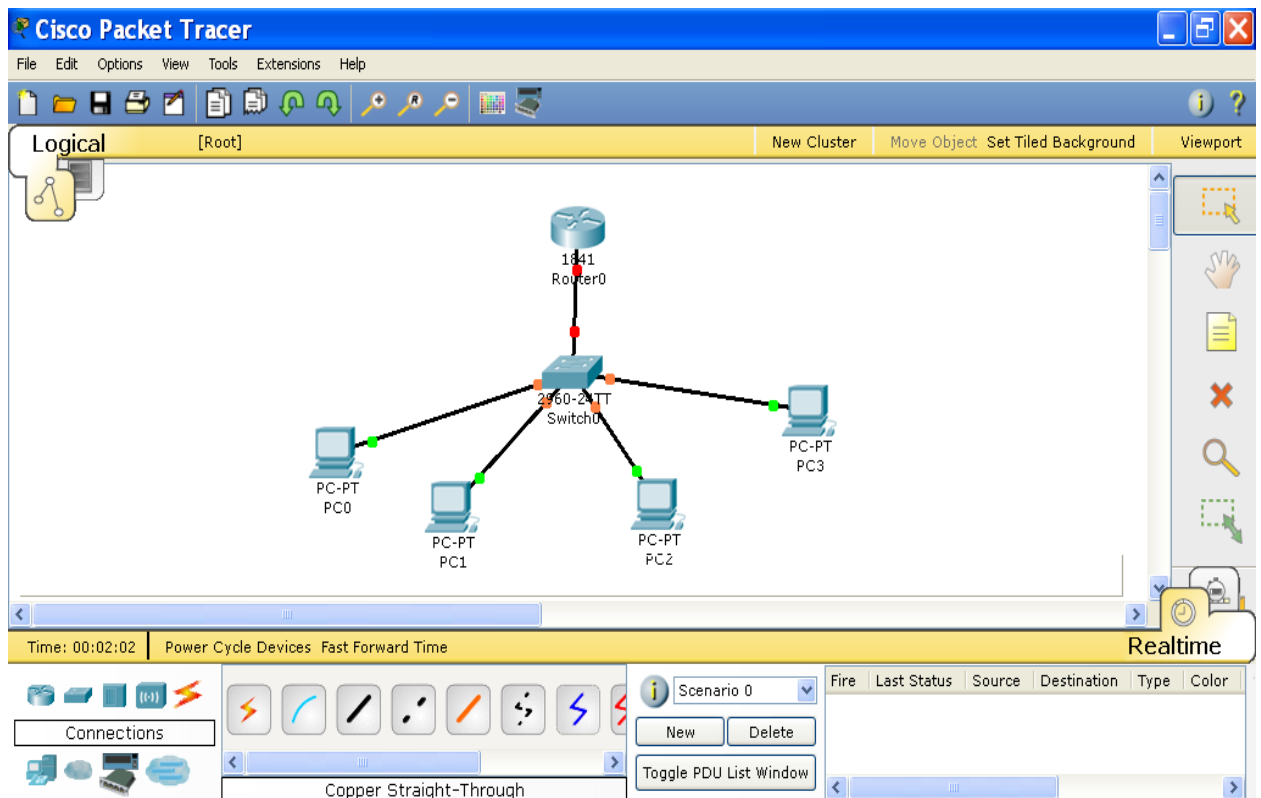 Cisco Packet Tracer
File Edit Options View Tools Extensions Help
Logical [Root] New Cluster Move Object Set Tiled Background Viewport
1841
Router0
2960-24TT
Switch0
PC-PT
PC3
PC-PT
PC0
PC-PT
PC1
PC-PT
PC2
Time: 00:02:02 Power Cycle Devices Fast Forward Time Realtime
Connections
Copper Straight-Through
Scenario 0
New Delete
Toggle PDU List Window
Fire Last Status Source Destination Type Color